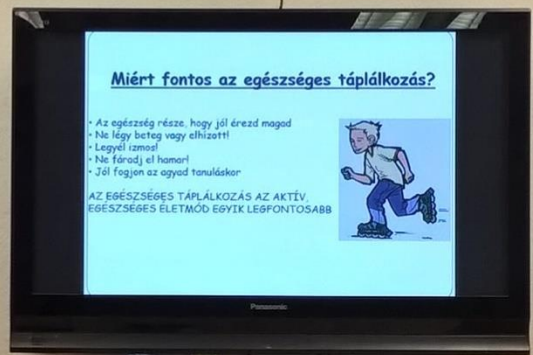 Miért fontos az egészséges táplálkozás?
• Az egészség része, hogy jól érezd magad
• Ne légy beteg vagy elhízott!
• Legyél izmos!
• Ne fáradj el hamar!
• Jól fogjon az agyad tanuláskor
AZ EGÉSZSÉGES TÁPLÁLKOZÁS AZ AKTÍV,
EGÉSZSÉGES ÉLETMÓD EGYIK LEGFONTOSABB
Panasonic